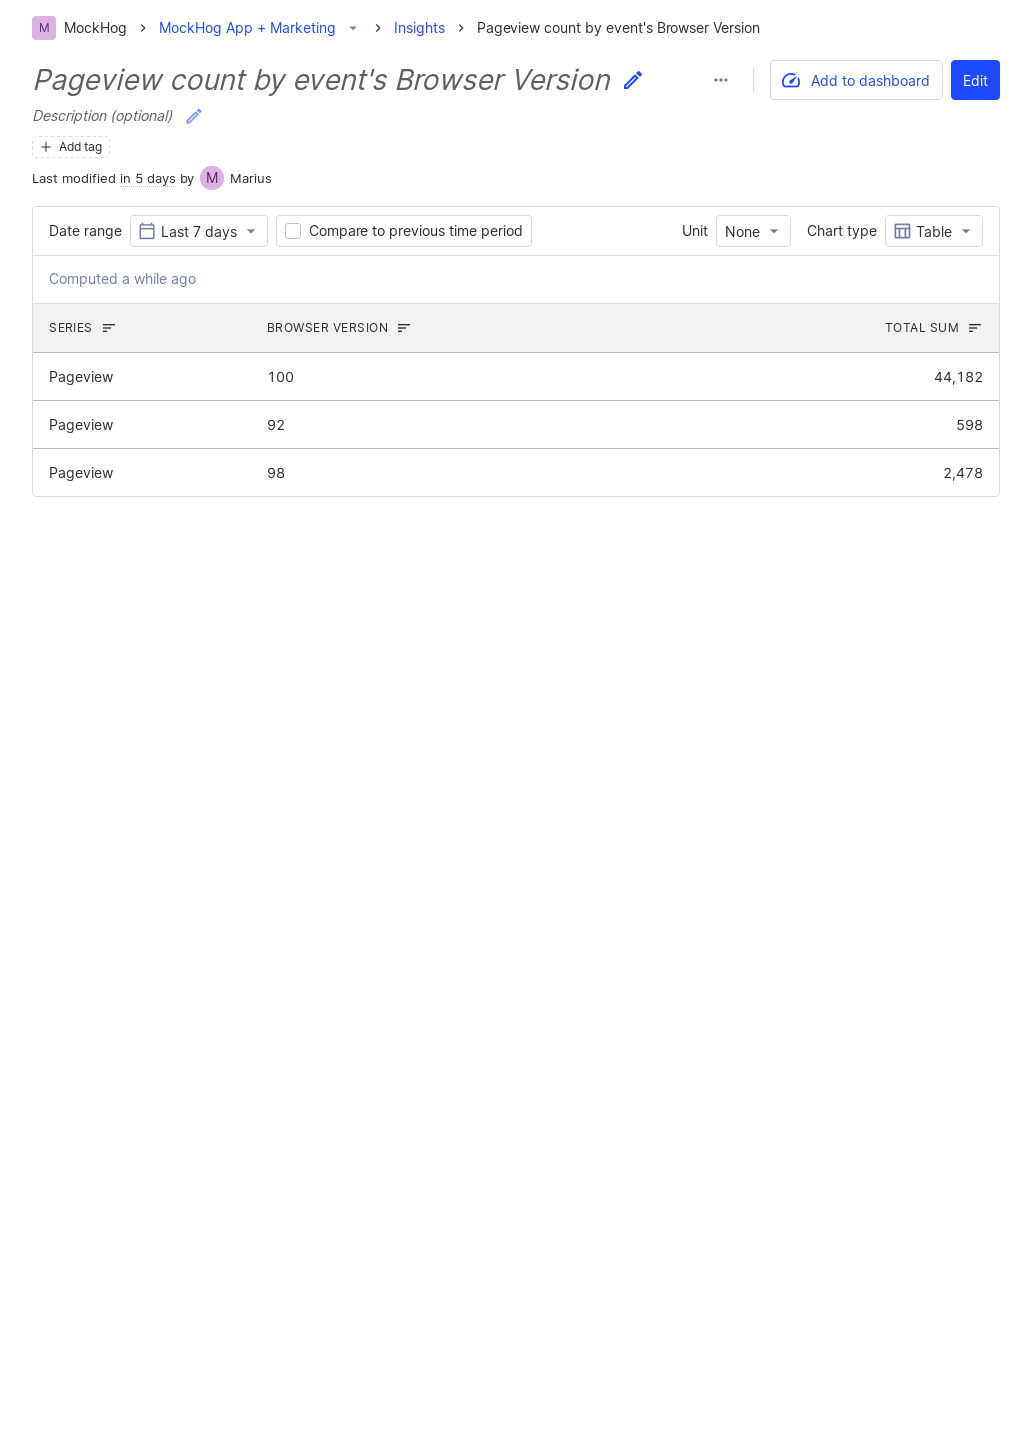 M MockHog MockHog App + Marketing Insights Pageview count by event's Browser Version
Pageview count by event's Browser Version Add to dashboard Edit
Description (optional)
Add tag
Last modified in 5 days by M Marius
Date range Last 7 days Compare to previous time period Unit None Chart type Table
Computed a while ago
SERIES BROWSER VERSION TOTAL SUM
Pageview 100 44,182
Pageview 92 598
Pageview 98 2,478